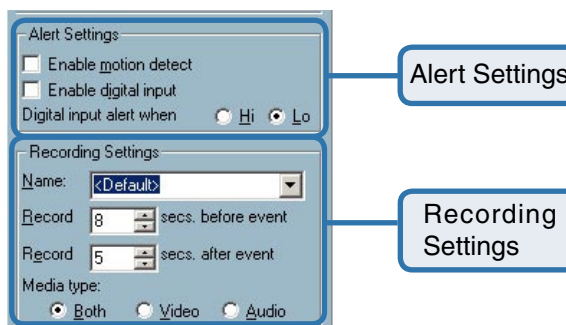 Alert Settings
Enable motion detect
Enable digital input
Digital input alert when Hi Lo
Alert Settings
Recording Settings
Name: <Default>
Record 8 secs. before event
Record 5 secs. after event
Media type:
Both Video Audio
Recording
Settings